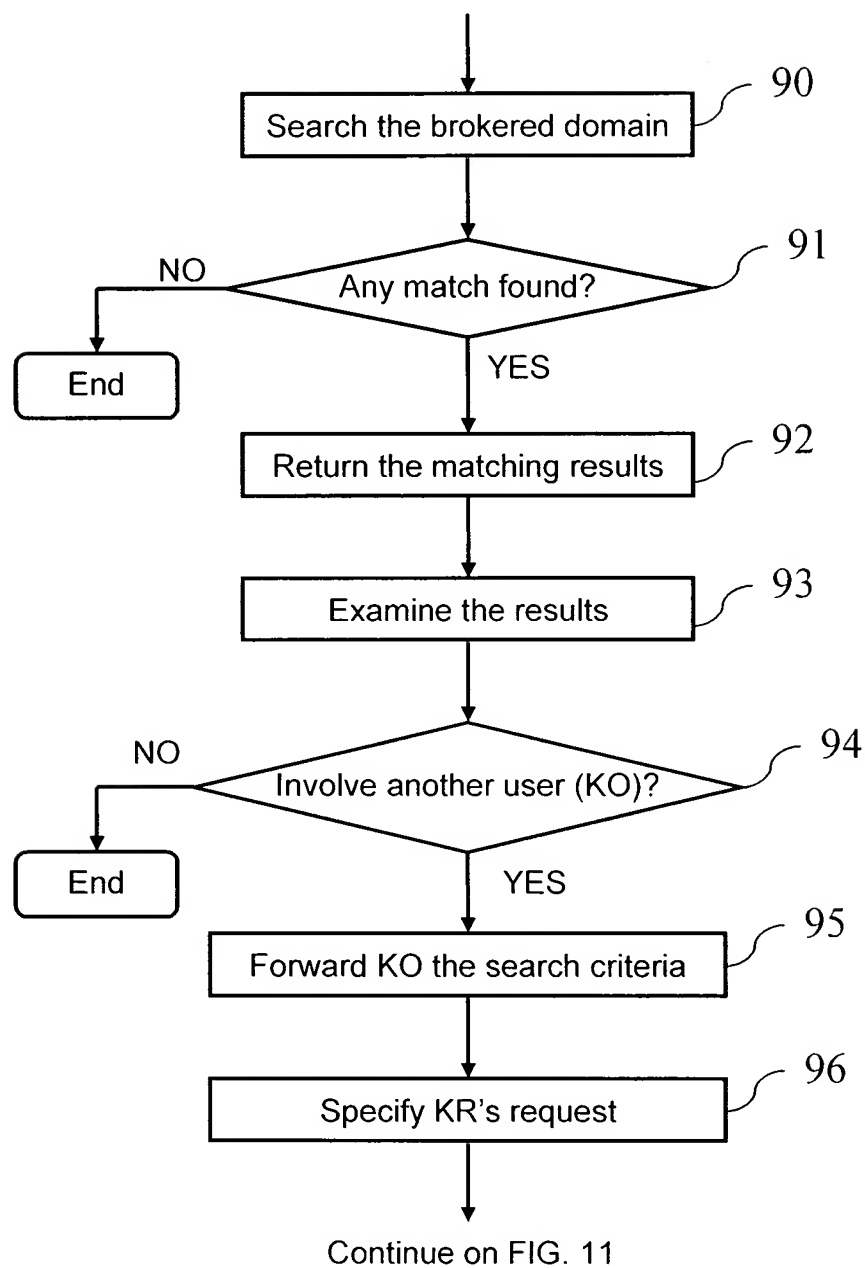 Search the brokered domain
90
Any match found?
91
NO
End
YES
Return the matching results
92
Examine the results
93
Involve another user (KO)?
94
NO
End
YES
Forward KO the search criteria
95
Specify KR's request
96
Continue on FIG. 11